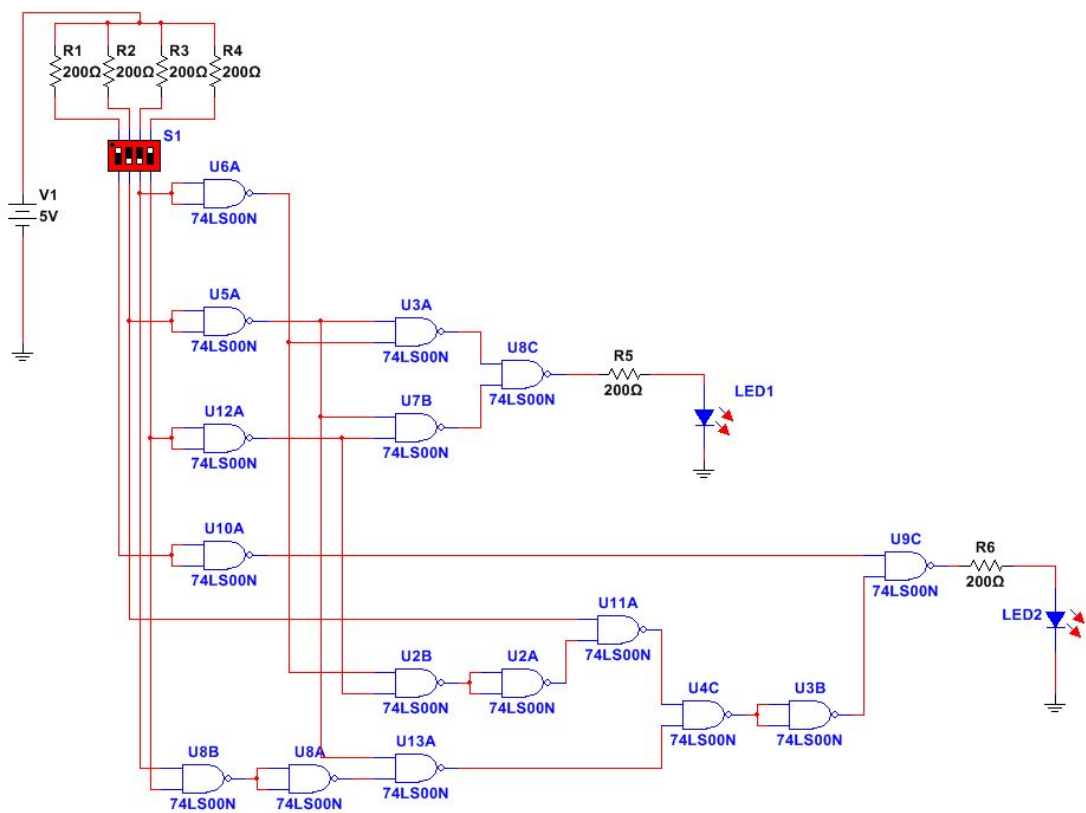 R1
200Ω
R2
200Ω
R3
200Ω
R4
200Ω
S1
V1
5V
U6A
74LS00N
U5A
74LS00N
U3A
74LS00N
U8C
74LS00N
R5
200Ω
LED1
U12A
74LS00N
U7B
74LS00N
U10A
74LS00N
U9C
74LS00N
R6
200Ω
LED2
U11A
74LS00N
U2B
74LS00N
U2A
74LS00N
U4C
74LS00N
U3B
74LS00N
U8B
74LS00N
U8A
74LS00N
U13A
74LS00N